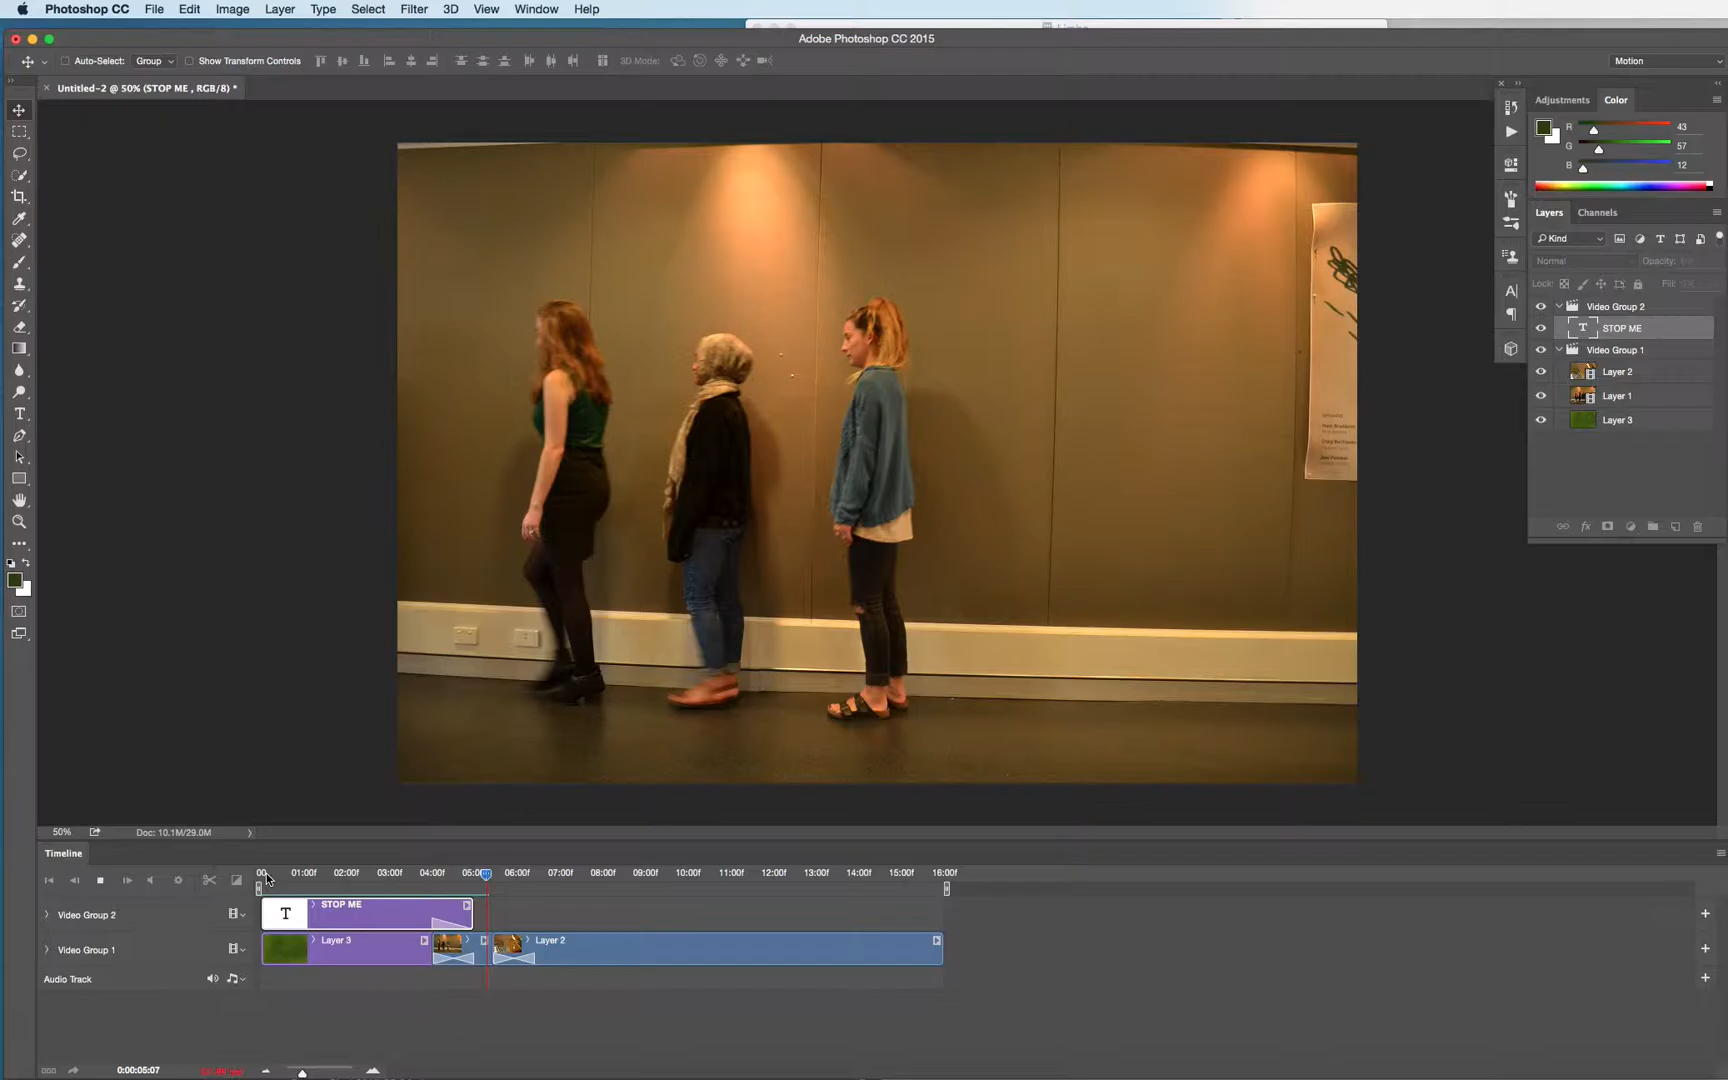 Photoshop CC File Edit Image Layer Type Select Filter 3D View Window Help
Adobe Photoshop CC 2015
Auto-Select: Group Show Transform Controls 3D Mode: Motion
Untitled-2 @ 50% (STOP ME , RGB/8) *
Adjustments Color
R 43
G 57
B 12
Layers Channels
Kind
Normal Opacity:
Lock: Fill:
Video Group 2
T STOP ME
Video Group 1
Layer 2
Layer 1
Layer 3
50% Doc: 10.1M/29.0M
Timeline
00 01:00f 02:00f 03:00f 04:00f 05:00f 06:00f 07:00f 08:00f 09:00f 10:00f 11:00f 12:00f 13:00f 14:00f 15:00f 16:00f
Video Group 2 T STOP ME
Video Group 1 Layer 3 Layer 2
Audio Track
0:00:05:07